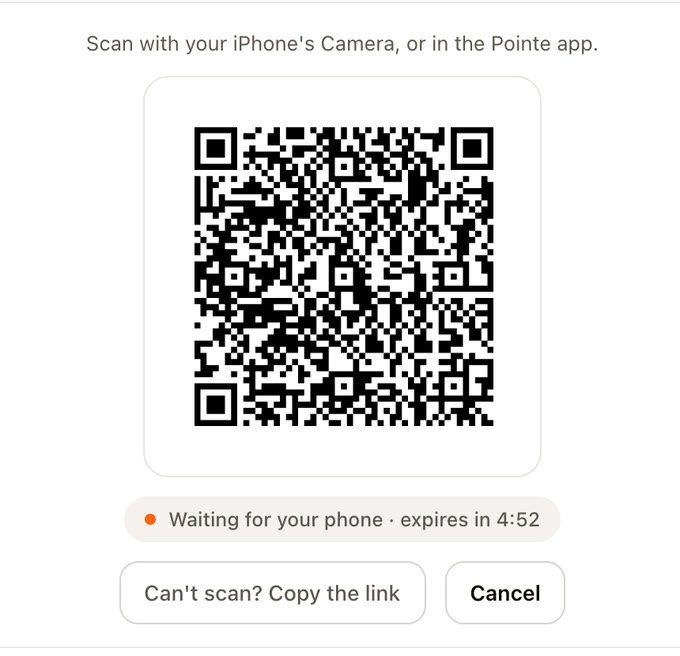 Scan with your iPhone's Camera, or in the Pointe app.
Waiting for your phone · expires in 4:52
Can't scan? Copy the link
Cancel